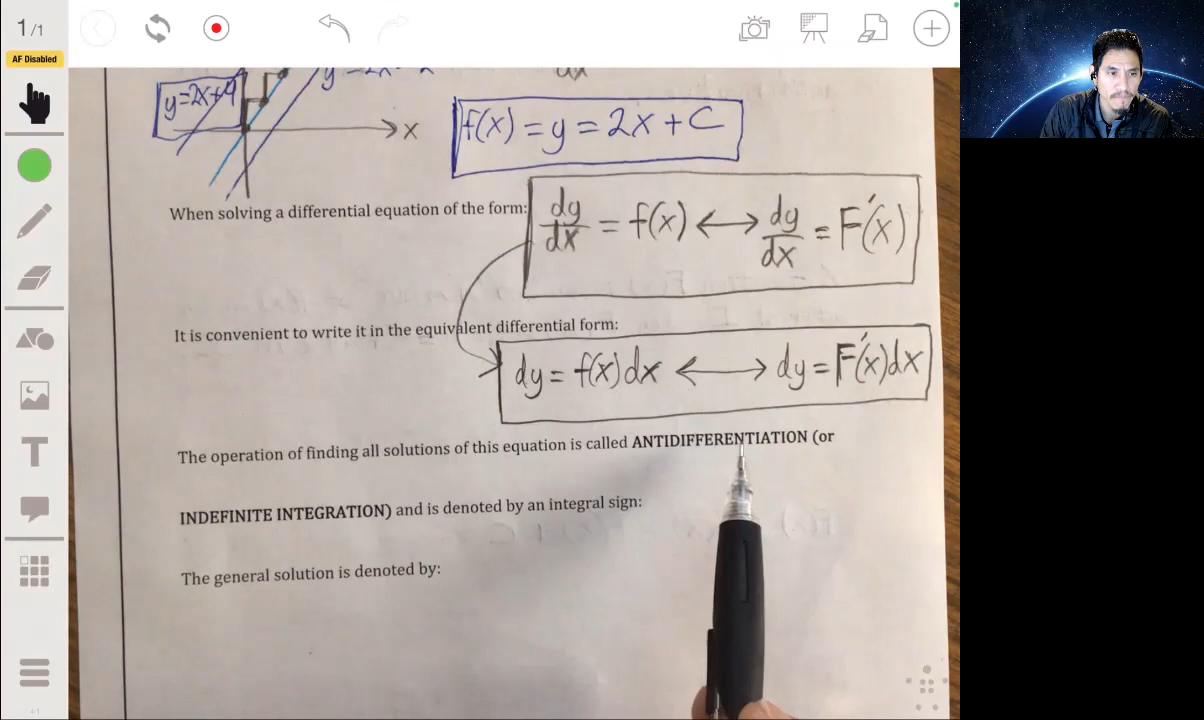 1/1
AF Disabled
y=2x+4
x
f(x) = y = 2x + C
When solving a differential equation of the form:
dy/dx = f(x) ⟷ dy/dx = F′(x)
It is convenient to write it in the equivalent differential form:
dy = f(x)dx ⟷ dy = F′(x)dx
The operation of finding all solutions of this equation is called ANTIDIFFERENTIATION (or
INDEFINITE INTEGRATION) and is denoted by an integral sign:
The general solution is denoted by:
T